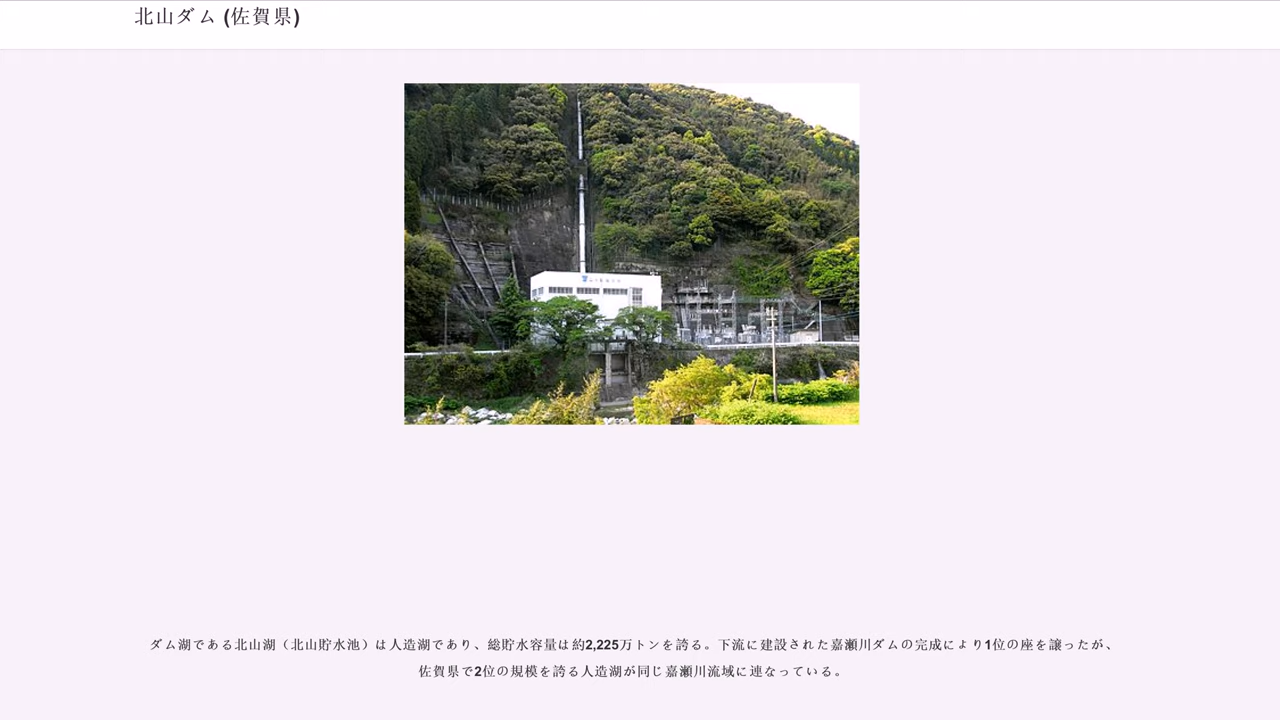 北山ダム (佐賀県)
ダム湖である北山湖（北山貯水池）は人造湖であり、総貯水容量は約2,225万トンを誇る。下流に建設された嘉瀬川ダムの完成により1位の座を譲ったが、
佐賀県で2位の規模を誇る人造湖が同じ嘉瀬川流域に連なっている。